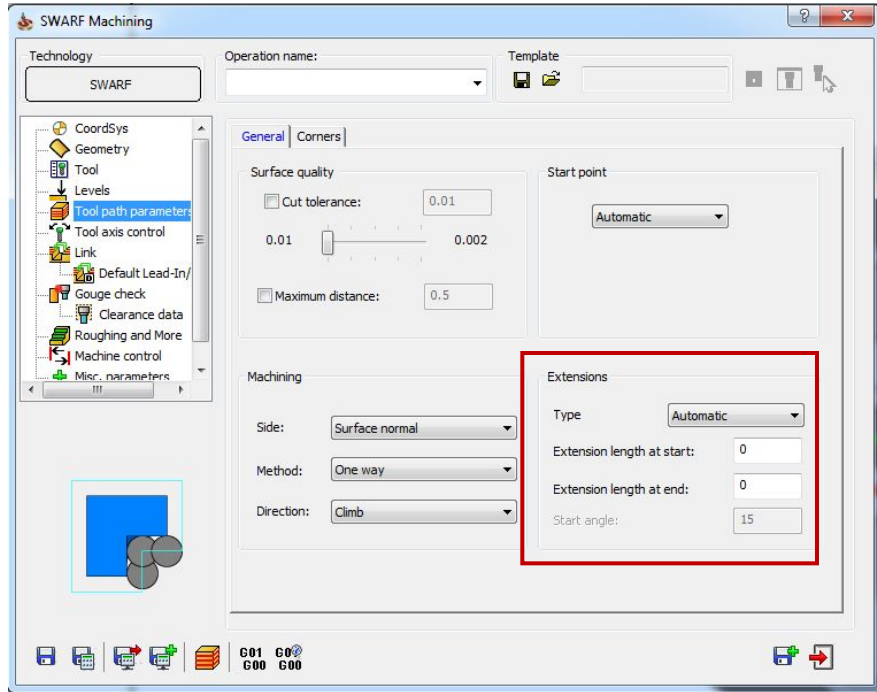 SWARF Machining
Technology
SWARF
Operation name:
Template
CoordSys
Geometry
Tool
Levels
Tool path parameters
Tool axis control
Link
Default Lead-In/
Gouge check
Clearance data
Roughing and More
Machine control
Misc. parameters
General
Corners
Surface quality
Cut tolerance:
0.01
0.01
0.002
Maximum distance:
0.5
Start point
Automatic
Machining
Side:
Surface normal
Method:
One way
Direction:
Climb
Extensions
Type
Automatic
Extension length at start:
0
Extension length at end:
0
Start angle:
15
G01 G0
G00 G00